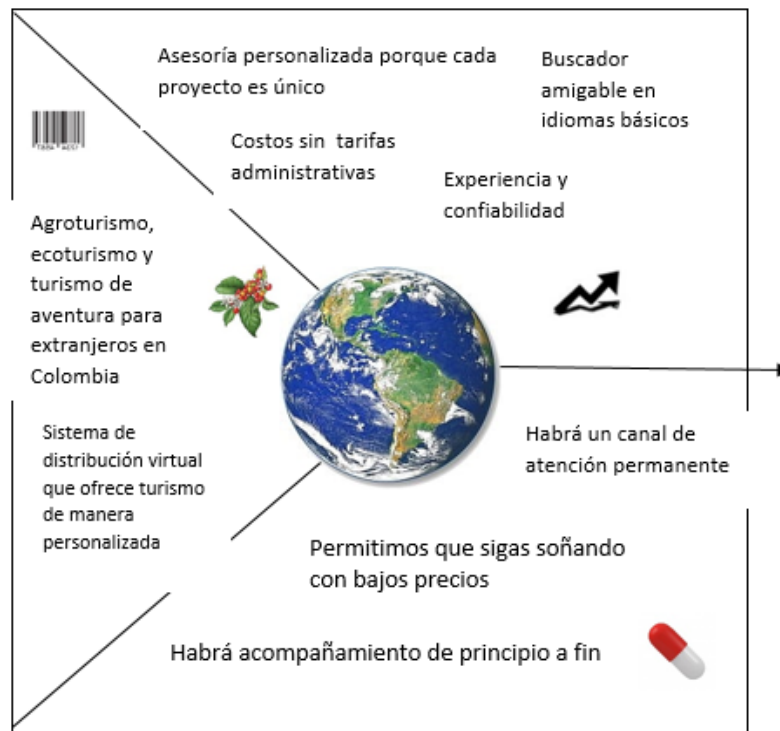 Asesoría personalizada porque cada
proyecto es único
Buscador
amigable en
idiomas básicos
Costos sin tarifas
administrativas
Experiencia y
confiabilidad
Agroturismo,
ecoturismo y
turismo de
aventura para
extranjeros en
Colombia
Sistema de
distribución virtual
que ofrece turismo
de manera
personalizada
Habrá un canal de
atención permanente
Permitimos que sigas soñando
con bajos precios
Habrá acompañamiento de principio a fin